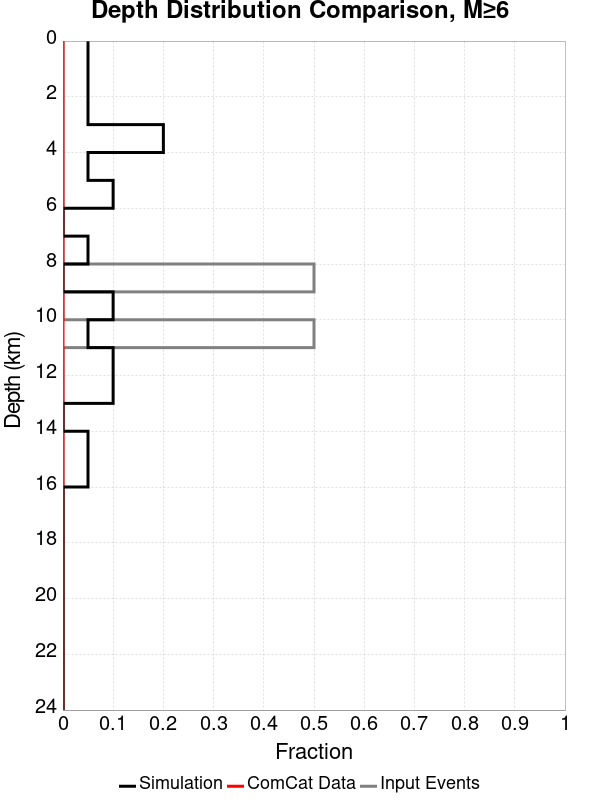 Depth Distribution Comparison, M≥6
0
2
4
6
8
10
12
14
16
18
20
22
24
Depth (km)
0 0.1 0.2 0.3 0.4 0.5 0.6 0.7 0.8 0.9 1
Fraction
Simulation ComCat Data Input Events